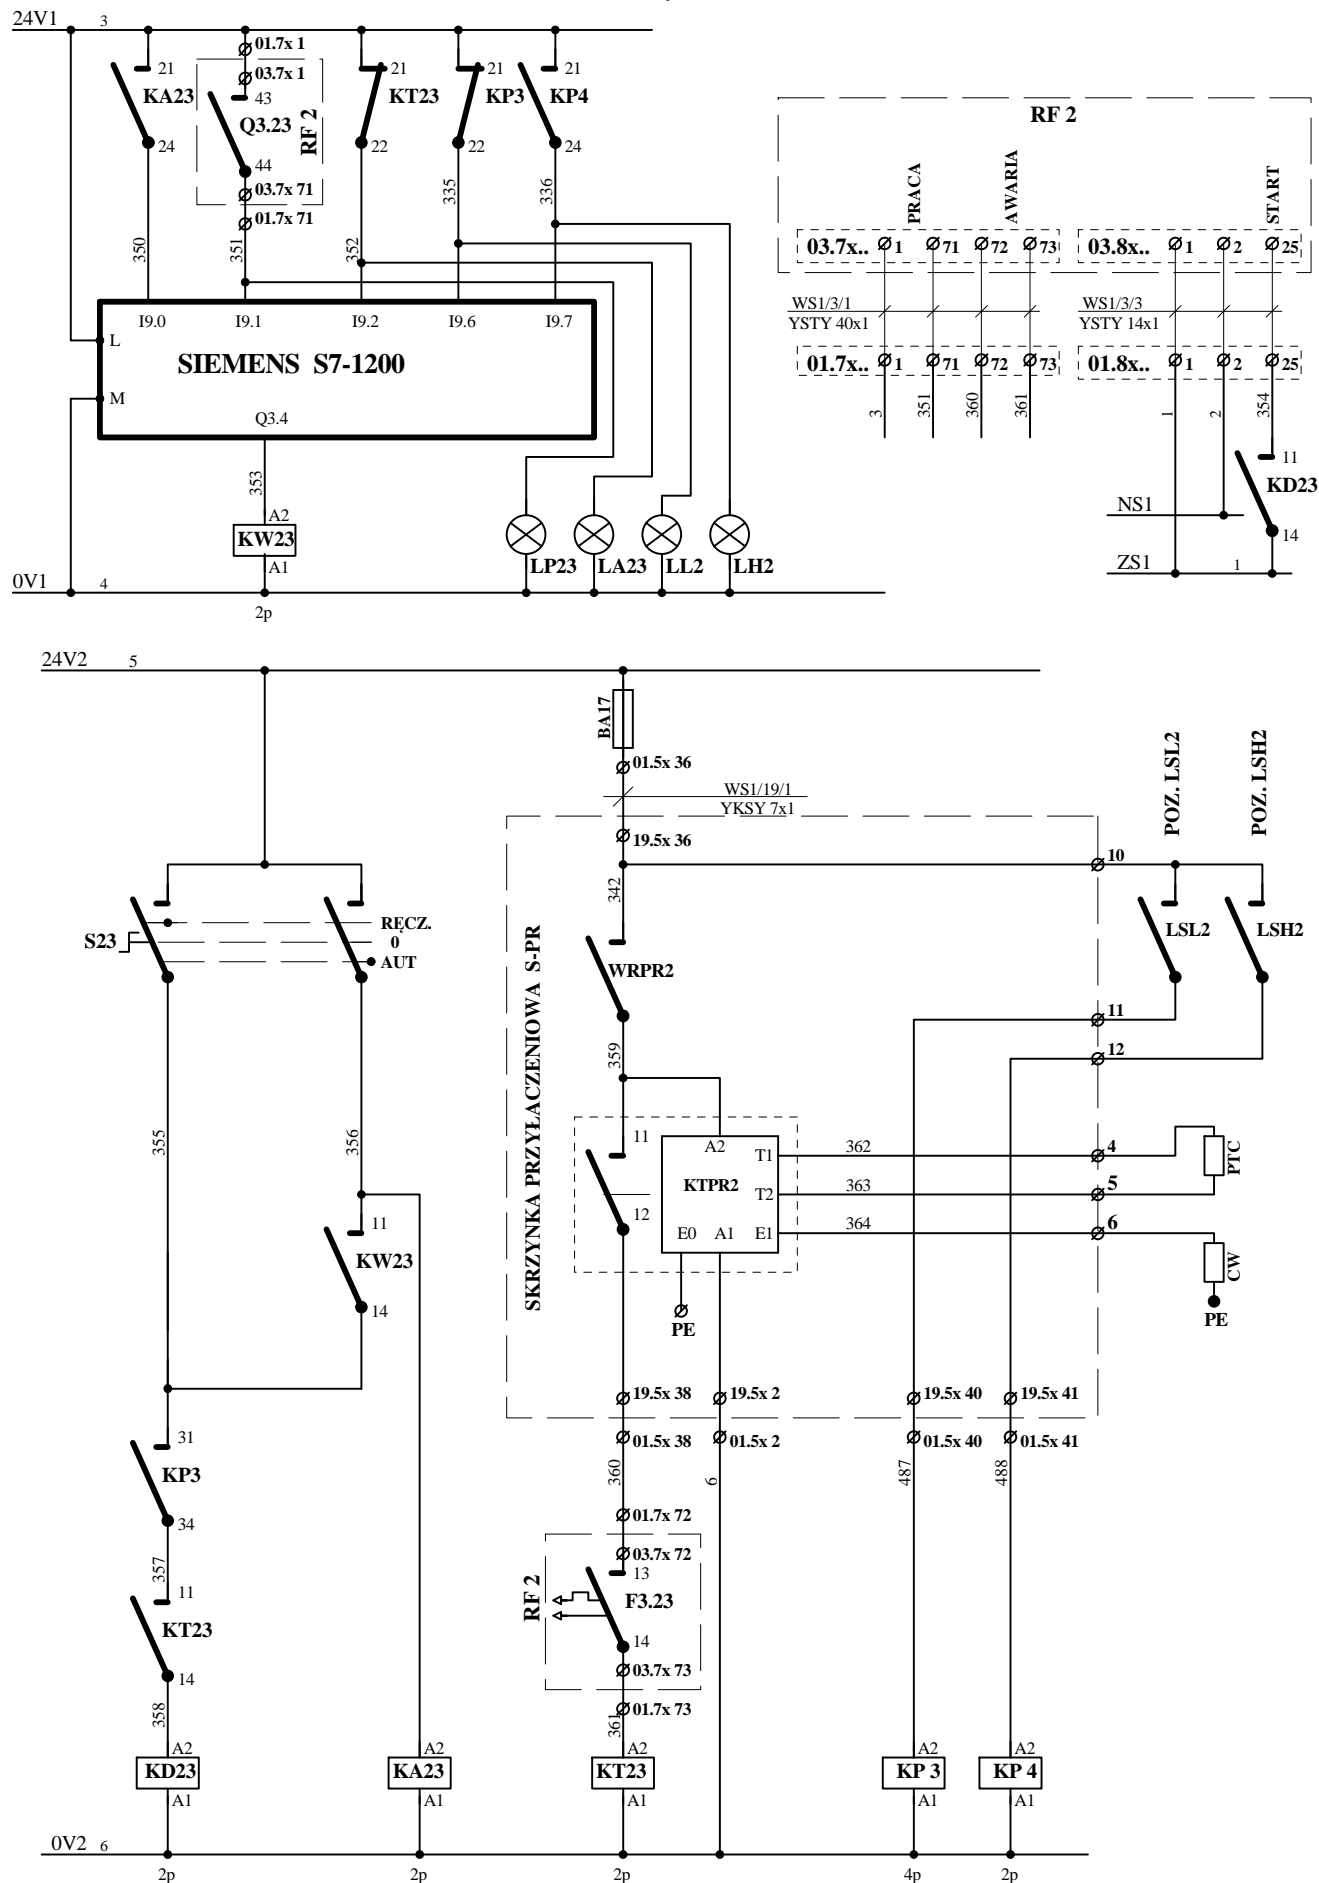 24V1 3
01.7x 1
03.7x 1
21 KA23 24
43 Q3.23 44
RF 2
03.7x 71
01.7x 71
21 KT23 22
21 KP3 22
21 KP4 24
350
351
352
335
336
I9.0 I9.1 I9.2 I9.6 I9.7
L
SIEMENS S7-1200
M
Q3.4
353
A2
KW23
A1
LP23 LA23 LL2 LH2
0V1 4
2p
RF 2
PRACA
AWARIA
START
03.7x.. 1 71 72 73
03.8x.. 1 2 25
WS1/3/1
YSTY 40x1
WS1/3/3
YSTY 14x1
01.7x.. 1 71 72 73
01.8x.. 1 2 25
3 351 360 361
1 2 354
11
KD23
14
NS1
ZS1 1
24V2 5
BA17
01.5x 36
WS1/19/1
YKSY 7x1
19.5x 36
POZ. LSL2
POZ. LSH2
10
342
S23
RĘCZ.
0
AUT
WRPR2
LSL2
LSH2
SKRZYNKA PRZYŁACZENIOWA S-PR
11
12
359
355
356
11
12
A2
T1
KTPR2
T2
E0 A1 E1
362
363
364
4
5
6
PTC
CW
PE
PE
11
KW23
14
19.5x 38
19.5x 2
19.5x 40
19.5x 41
01.5x 38
01.5x 2
01.5x 40
01.5x 41
31
KP3
34
360
6
487
488
01.7x 72
03.7x 72
357
11
KT23
14
RF 2
13
F3.23
14
03.7x 73
01.7x 73
358
361
A2 A2 A2 A2 A2
KD23 KA23 KT23 KP 3 KP 4
A1 A1 A1 A1 A1
0V2 6
2p 2p 2p 4p 2p